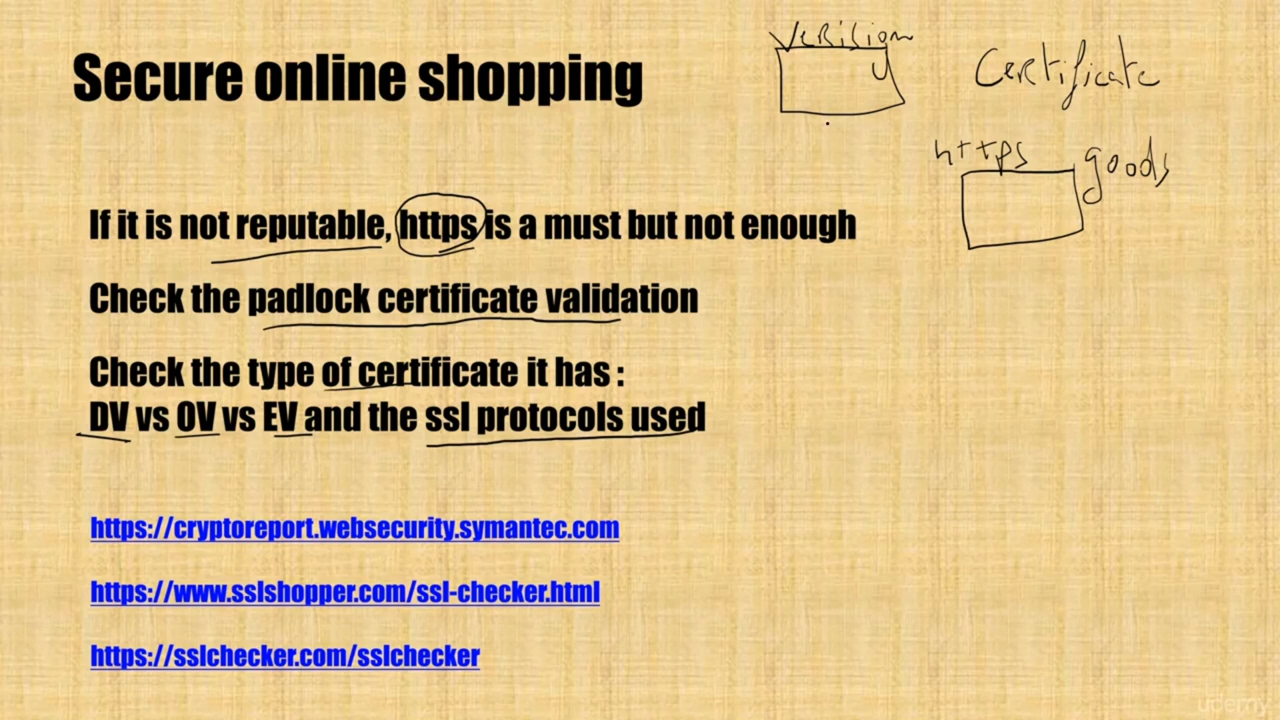 Secure online shopping
Verisign
Certificate
https
goods
If it is not reputable, https is a must but not enough
Check the padlock certificate validation
Check the type of certificate it has :
DV vs OV vs EV and the ssl protocols used
https://cryptoreport.websecurity.symantec.com
https://www.sslshopper.com/ssl-checker.html
https://sslchecker.com/sslchecker
udemy